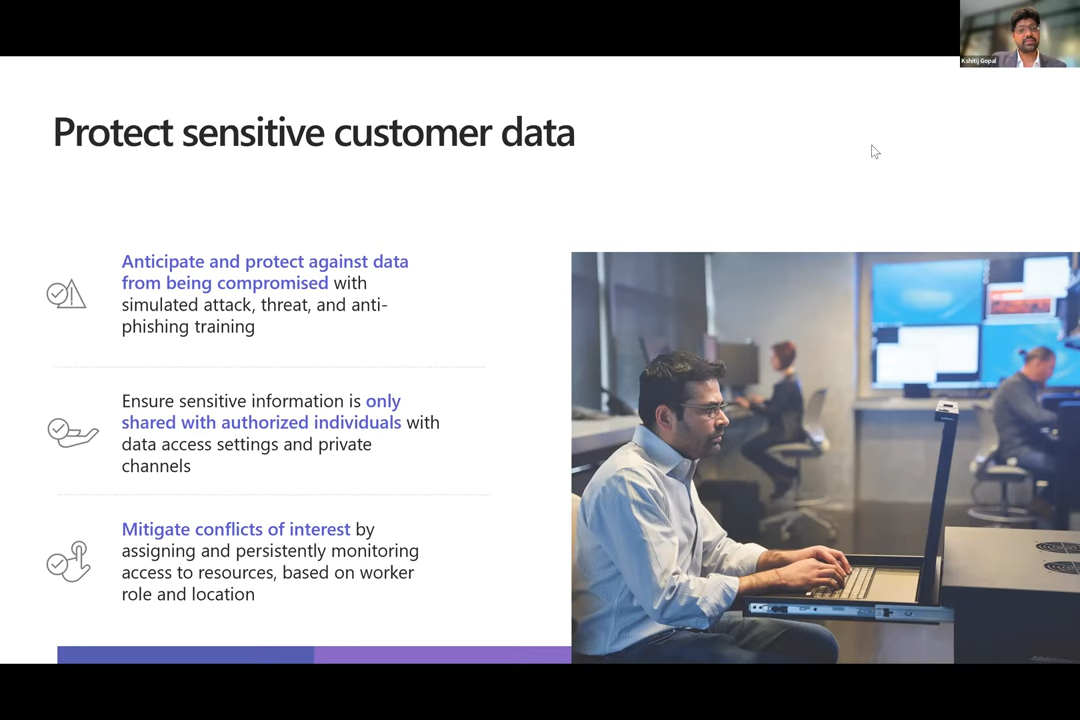 Kshitij Gopal
Protect sensitive customer data
Anticipate and protect against data
from being compromised with
simulated attack, threat, and anti-
phishing training
Ensure sensitive information is only
shared with authorized individuals with
data access settings and private
channels
Mitigate conflicts of interest by
assigning and persistently monitoring
access to resources, based on worker
role and location